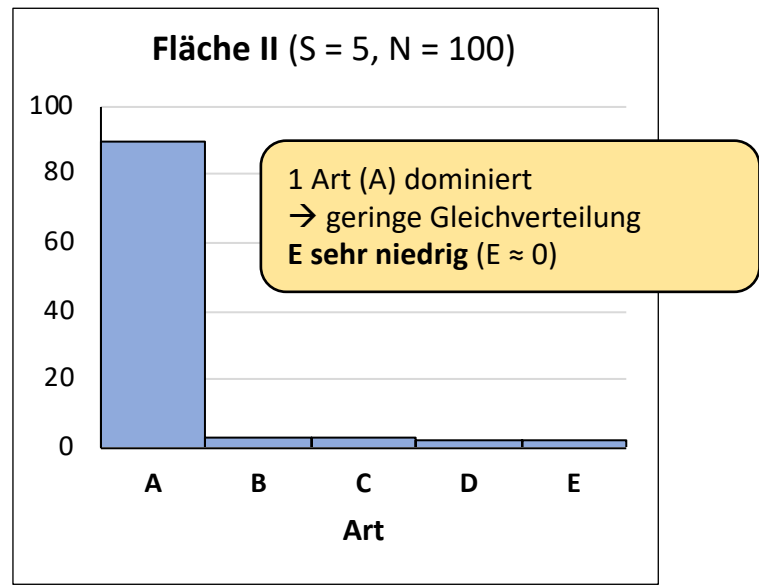 Fläche II (S = 5, N = 100)
100
80
60
40
20
0
1 Art (A) dominiert
→ geringe Gleichverteilung
E sehr niedrig (E ≈ 0)
A B C D E
Art